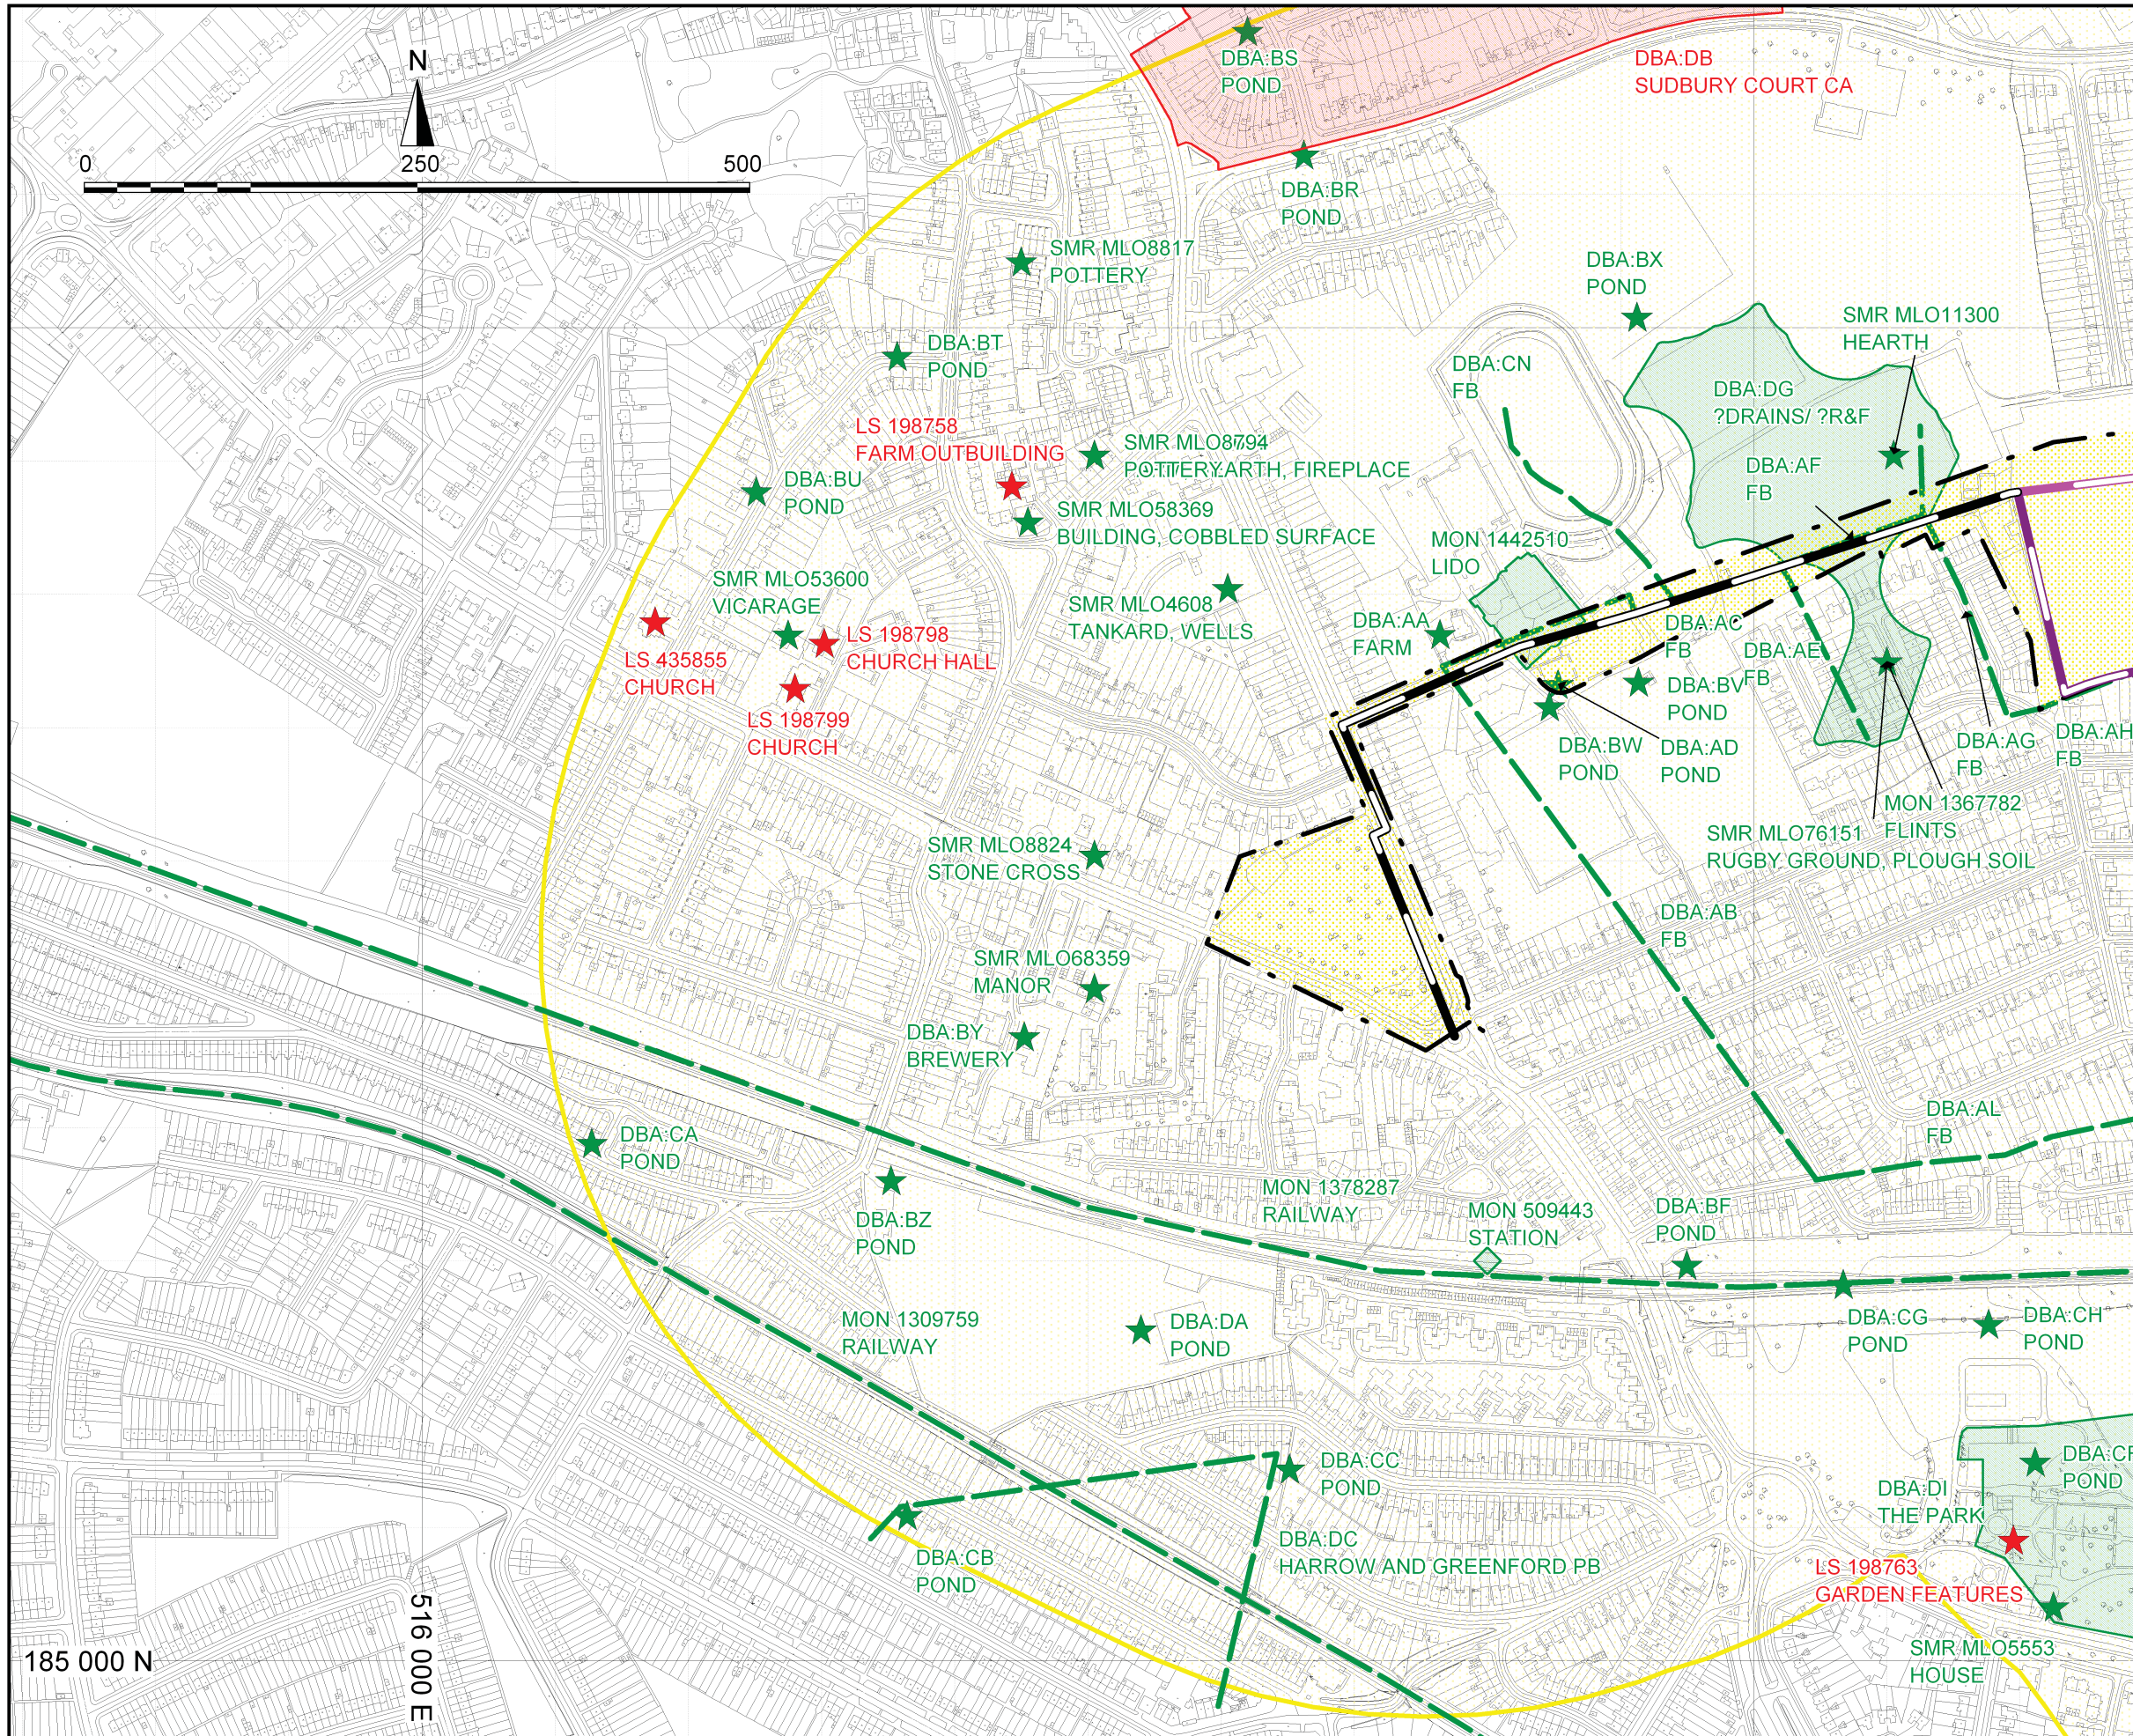 DBA:BS
POND
DBA:DB
SUDBURY COURT CA
N
0
250
500
DBA:BR
POND
SMR MLO8817
POTTERY
DBA:BX
POND
SMR MLO11300
HEARTH
DBA:BT
POND
DBA:CN
FB
DBA:DG
?DRAINS/ ?R&F
LS 198758
FARM OUTBUILDING
SMR MLO8794
POTTERY
EARTH, FIREPLACE
DBA:AF
FB
DBA:BU
POND
SMR MLO58369
BUILDING, COBBLED SURFACE
MON 1442510
LIDO
SMR MLO53600
VICARAGE
SMR MLO4608
TANKARD, WELLS
DBA:AA
FARM
DBA:AC
FB
DBA:AE
FB
LS 198798
CHURCH HALL
LS 435855
CHURCH
DBA:BV
POND
LS 198799
CHURCH
DBA:BW
POND
DBA:AD
POND
DBA:AG
FB
DBA:AH
FB
MON 1367782
FLINTS
SMR MLO76151
RUGBY GROUND, PLOUGH SOIL
SMR MLO8824
STONE CROSS
DBA:AB
FB
SMR MLO68359
MANOR
DBA:BY
BREWERY
DBA:AL
FB
DBA:CA
POND
MON 1378287
RAILWAY
DBA:BZ
POND
MON 509443
STATION
DBA:BF
POND
MON 1309759
RAILWAY
DBA:DA
POND
DBA:CG
POND
DBA:CH
POND
DBA:CC
POND
DBA:CF
POND
DBA:DI
THE PARK
DBA:DC
HARROW AND GREENFORD PB
DBA:CB
POND
LS 198763
GARDEN FEATURES
SMR MLO5553
HOUSE
185 000 N
516 000 E